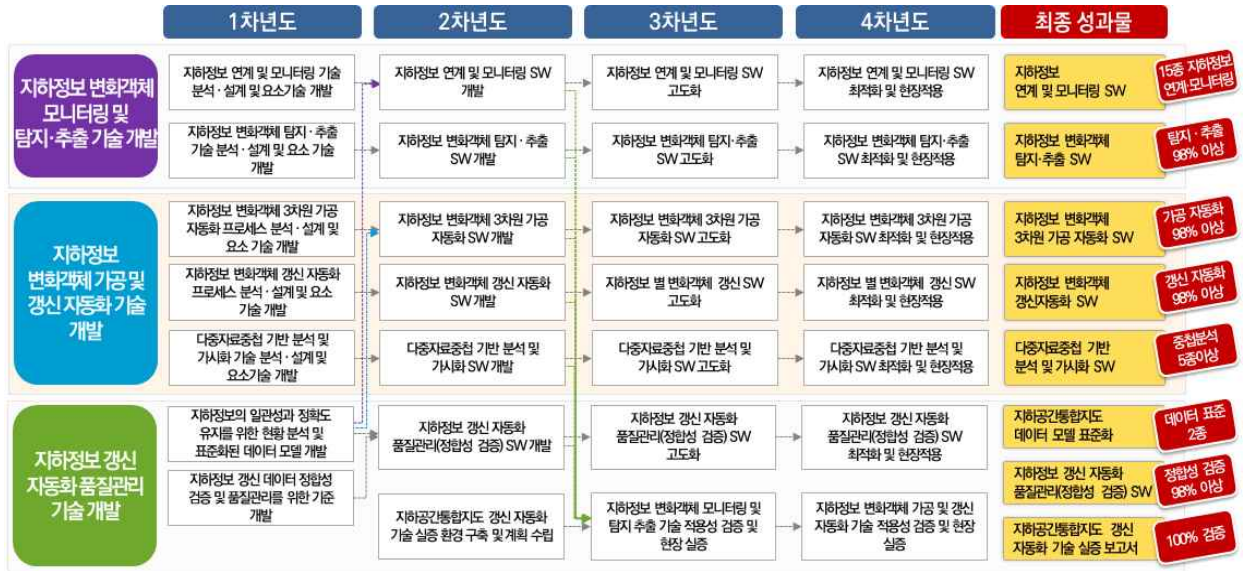 1차년도
2차년도
3차년도
4차년도
최종 성과물
지하정보 변화객체
모니터링 및
탐지·추출 기술 개발
지하정보 연계 및 모니터링 기술
분석·설계 및 요소기술 개발
지하정보 연계 및 모니터링 SW
개발
지하정보 연계 및 모니터링 SW
고도화
지하정보 연계 및 모니터링 SW
최적화 및 현장적용
지하정보
연계 및 모니터링 SW
15종 지하정보
연계·모니터링
지하정보 변화객체 탐지·추출
기술 분석·설계 및 요소 기술
개발
지하정보 변화객체 탐지·추출
SW 개발
지하정보 변화객체 탐지·추출
SW 고도화
지하정보 변화객체 탐지·추출
SW 최적화 및 현장적용
지하정보 변화객체
탐지·추출 SW
탐지·추출
98% 이상
지하정보
변화객체 가공 및
갱신 자동화 기술
개발
지하정보 변화객체 3차원 가공
자동화 프로세스 분석·설계 및
요소 기술 개발
지하정보 변화객체 3차원 가공
자동화 SW 개발
지하정보 변화객체 3차원 가공
자동화 SW 고도화
지하정보 변화객체 3차원 가공
자동화 SW 최적화 및 현장적용
지하정보 변화객체
3차원 가공 자동화 SW
가공 자동화
98% 이상
지하정보 변화객체 갱신 자동화
프로세스 분석·설계 및 요소
기술 개발
지하정보 변화객체 갱신 자동화
SW 개발
지하정보 별 변화객체 갱신 SW
고도화
지하정보 별 변화객체 갱신 SW
최적화 및 현장적용
지하정보 변화객체
갱신자동화 SW
갱신 자동화
98% 이상
다중자료중첩 기반 분석 및
가시화 기술 분석·설계 및
요소기술 개발
다중자료중첩 기반 분석 및
가시화 SW 개발
다중자료중첩 기반 분석 및
가시화 SW 고도화
다중자료중첩 기반 분석 및
가시화 SW 최적화 및 현장적용
다중자료중첩 기반
분석 및 가시화 SW
중첩분석
5종이상
지하정보 갱신
자동화 품질관리
기술 개발
지하정보의 일관성과 정확도
유지를 위한 현황 분석 및
표준화된 데이터 모델 개발
지하정보 갱신 자동화
품질관리(정합성 검증) SW 개발
지하정보 갱신 자동화
품질관리(정합성 검증) SW
고도화
지하정보 갱신 자동화
품질관리(정합성 검증) SW
최적화 및 현장적용
지하공간통합지도
데이터 모델 표준화
데이터 표준
2종
지하정보 갱신 데이터 정합성
검증 및 품질관리를 위한 기준
개발
지하정보 갱신 자동화
품질관리(정합성 검증) SW
정합성 검증
98% 이상
지하공간통합지도 갱신 자동화
기술 실증 환경 구축 및 계획 수립
지하정보 변화객체 모니터링 및
탐지 추출 기술 적용성 검증 및
현장 실증
지하정보 변화객체 가공 및 갱신
자동화 기술 적용성 검증 및 현장
실증
지하공간통합지도 갱신
자동화 기술 실증 보고서
100% 검증